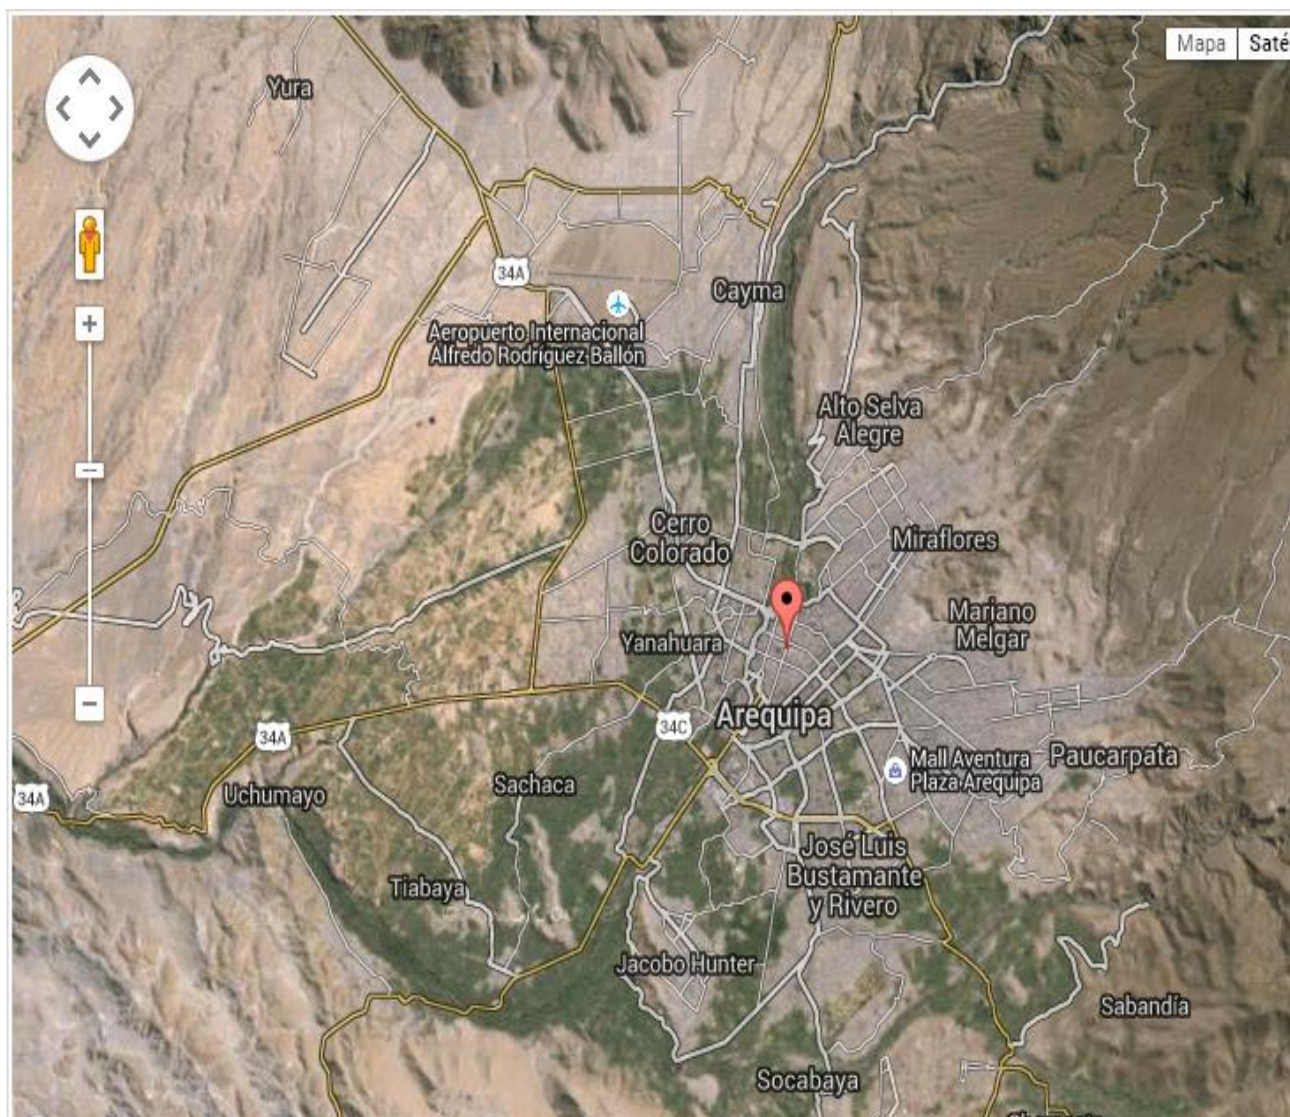 Mapa
Saté
Yura
34A
Cayma
Aeropuerto Internacional
Alfredo Rodríguez Ballón
Alto Selva
Alegre
Cerro
Colorado
Miraflores
Mariano
Melgar
Yanahuara
Arequipa
34C
34A
Mall Aventura
Plaza Arequipa
Paucarpata
34A
Uchumayo
Sachaca
José Luis
Bustamante
y Rivero
Tiabaya
Jacobo Hunter
Sabandía
Socabaya